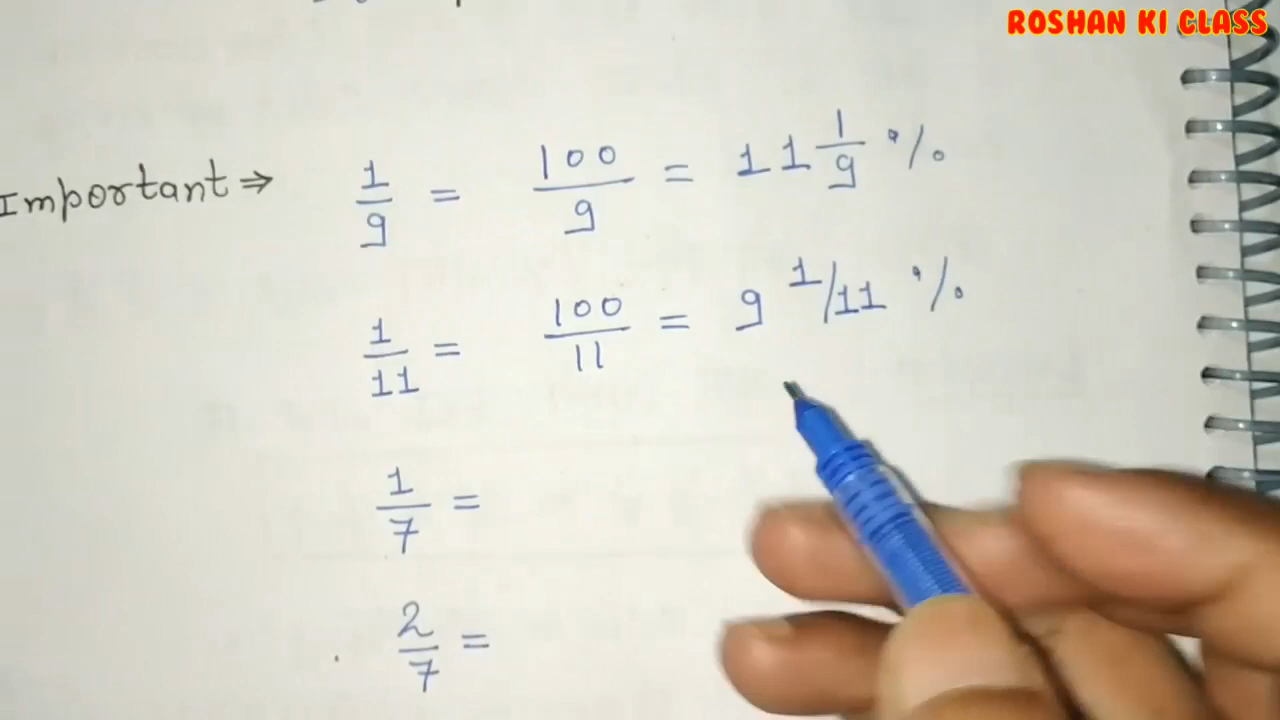 ROSHAN KI CLASS
Important ⇒ 1/9 = 100/9 = 11 1/9 %
1/11 = 100/11 = 9 1/11 %
1/7 =
2/7 =